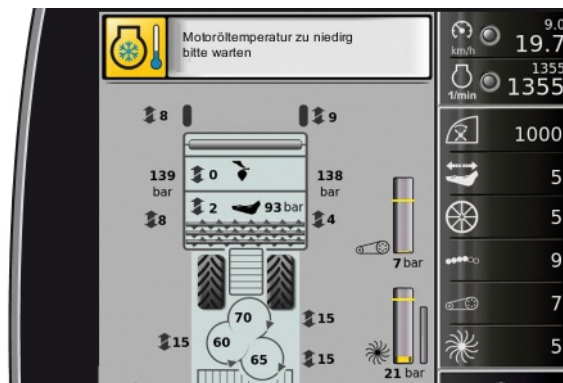 Motoröltemperatur zu niedirg
bitte warten
9.0
19.7
km/h
1355
1355
1/min
8
9
1000
139
bar
0
138
bar
5
8
2
93 bar
4
5
9
7 bar
7
70
15
15
60
65
15
5
21 bar